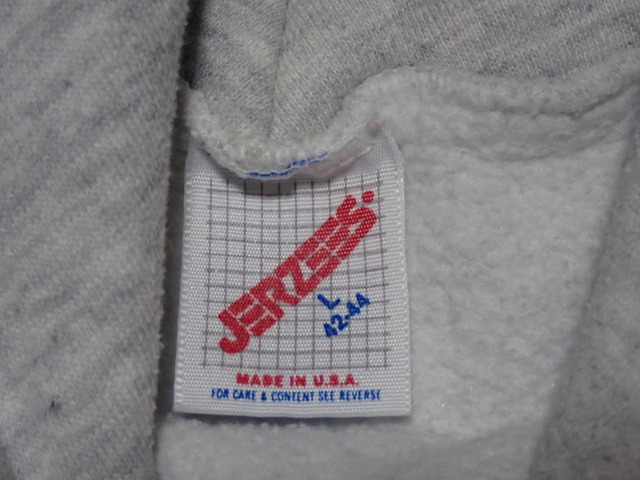 JERZEES.
L
42-44
MADE IN U.S.A.
FOR CARE & CONTENT SEE REVERSE